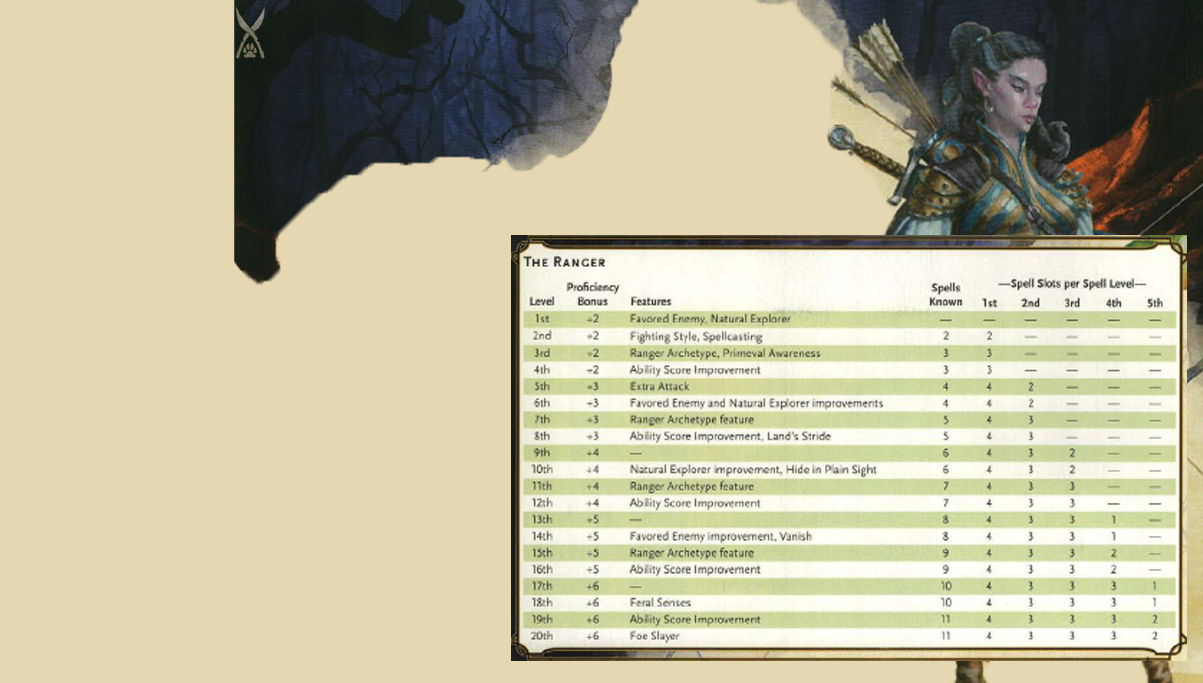 THE RANGER
Proficiency Spells —Spell Slots per Spell Level—
Level Bonus Features Known 1st 2nd 3rd 4th 5th
1st +2 Favored Enemy, Natural Explorer — — — — — —
2nd +2 Fighting Style, Spellcasting 2 2 — — — —
3rd +2 Ranger Archetype, Primeval Awareness 3 3 — — — —
4th +2 Ability Score Improvement 3 3 — — — —
5th +3 Extra Attack 4 4 2 — — —
6th +3 Favored Enemy and Natural Explorer improvements 4 4 2 — — —
7th +3 Ranger Archetype feature 5 4 3 — — —
8th +3 Ability Score Improvement, Land's Stride 5 4 3 — — —
9th +4 — 6 4 3 2 — —
10th +4 Natural Explorer improvement, Hide in Plain Sight 6 4 3 2 — —
11th +4 Ranger Archetype feature 7 4 3 3 — —
12th +4 Ability Score Improvement 7 4 3 3 — —
13th +5 — 8 4 3 3 1 —
14th +5 Favored Enemy improvement, Vanish 8 4 3 3 1 —
15th +5 Ranger Archetype feature 9 4 3 3 2 —
16th +5 Ability Score Improvement 9 4 3 3 2 —
17th +6 — 10 4 3 3 3 1
18th +6 Feral Senses 10 4 3 3 3 1
19th +6 Ability Score Improvement 11 4 3 3 3 2
20th +6 Foe Slayer 11 4 3 3 3 2